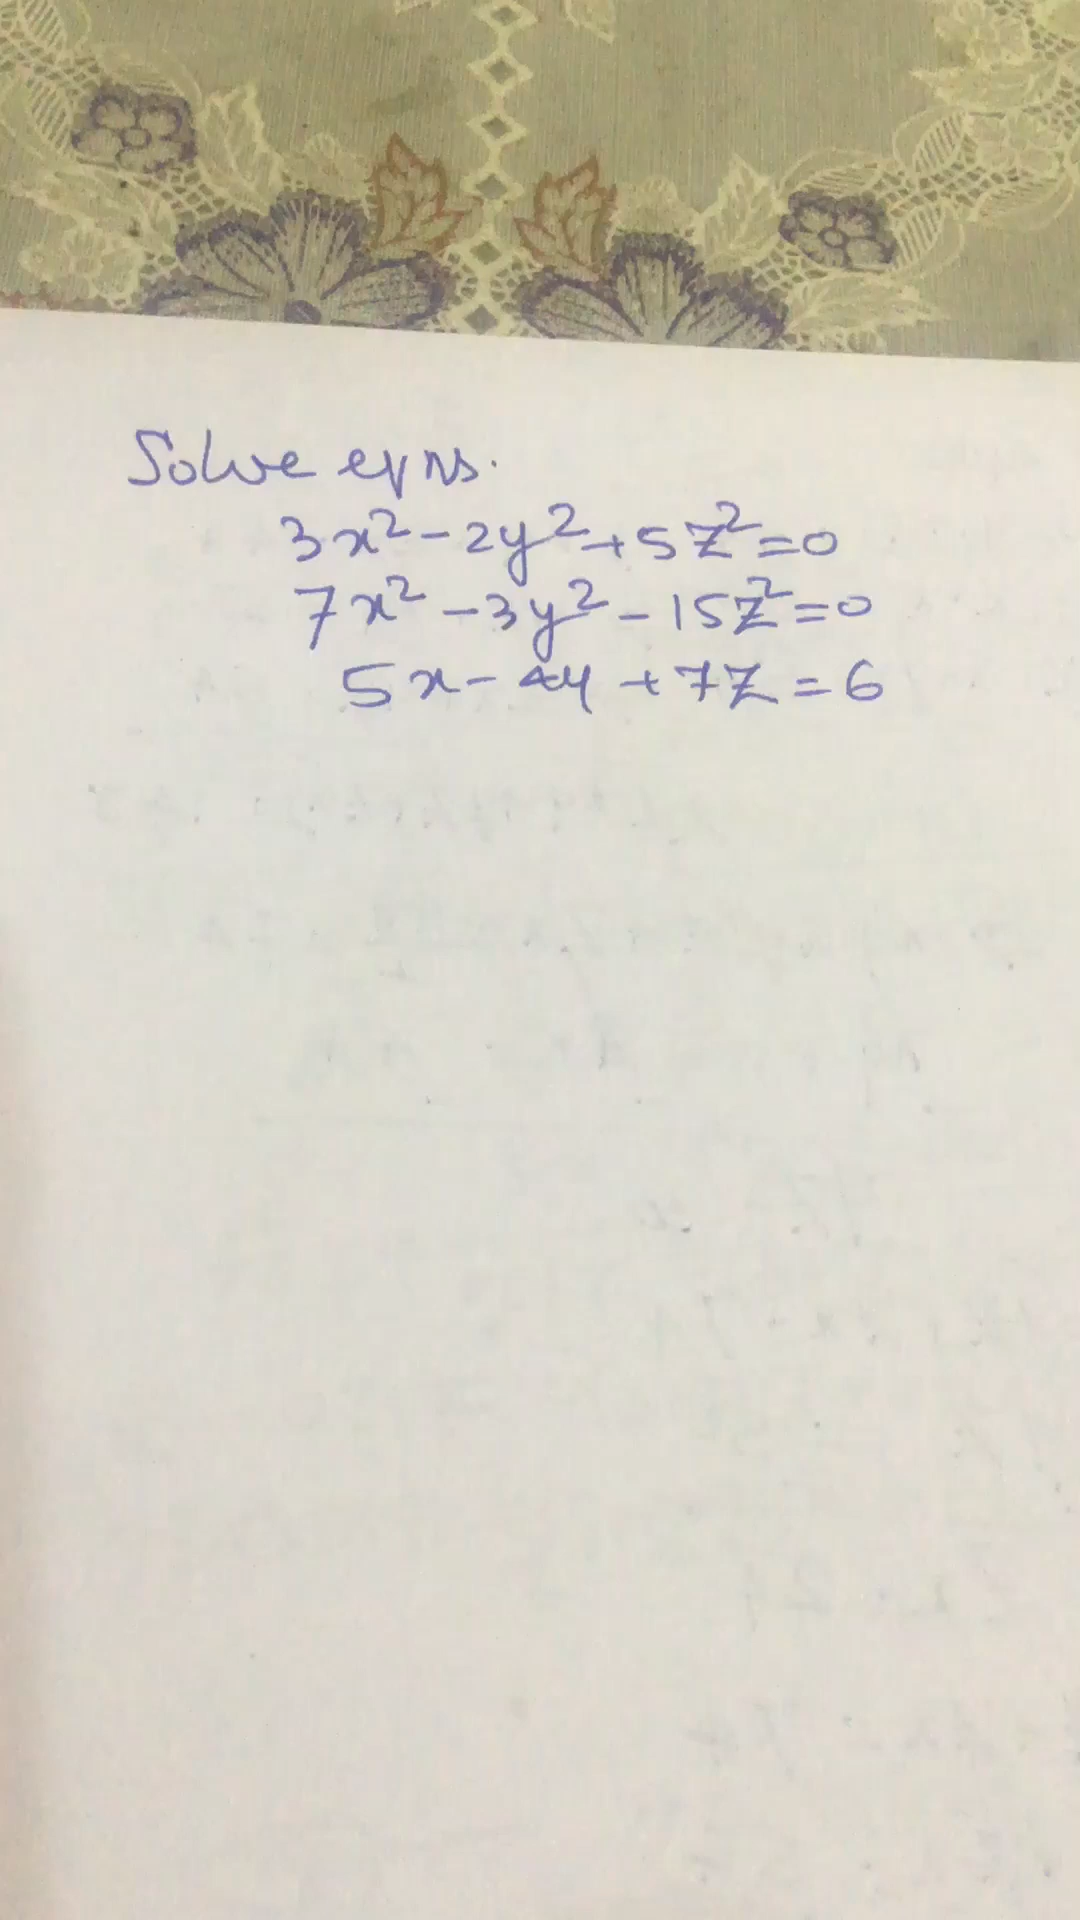 Solve eqns.
3x²-2y²+5z²=0
7x²-3y²-15z²=0
5x-4y+7z=6